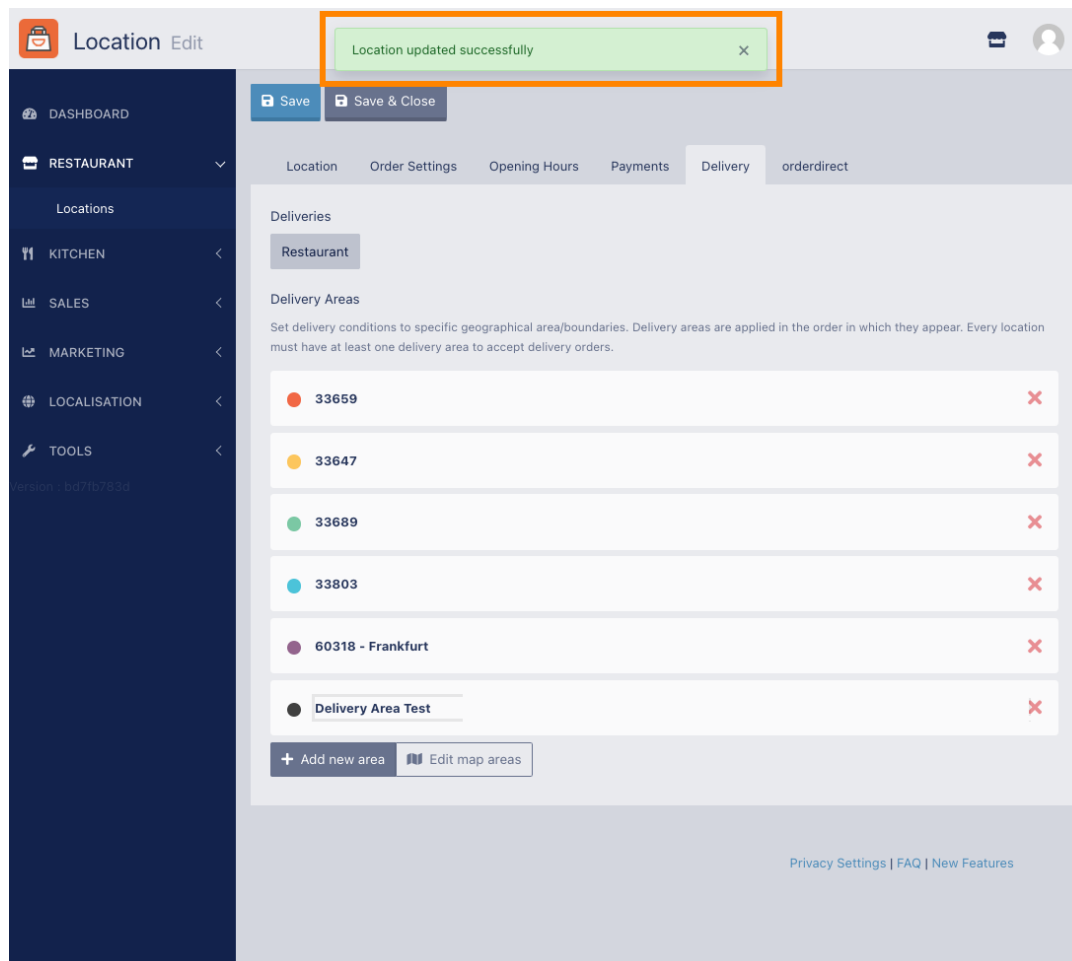 Location Edit
Location updated successfully
Save
Save & Close
DASHBOARD
RESTAURANT
Locations
KITCHEN
SALES
MARKETING
LOCALISATION
TOOLS
Version : bd7fb783d
Location
Order Settings
Opening Hours
Payments
Delivery
orderdirect
Deliveries
Restaurant
Delivery Areas
Set delivery conditions to specific geographical area/boundaries. Delivery areas are applied in the order in which they appear. Every location
must have at least one delivery area to accept delivery orders.
33659
33647
33689
33803
60318 - Frankfurt
Delivery Area Test
Add new area
Edit map areas
Privacy Settings | FAQ | New Features